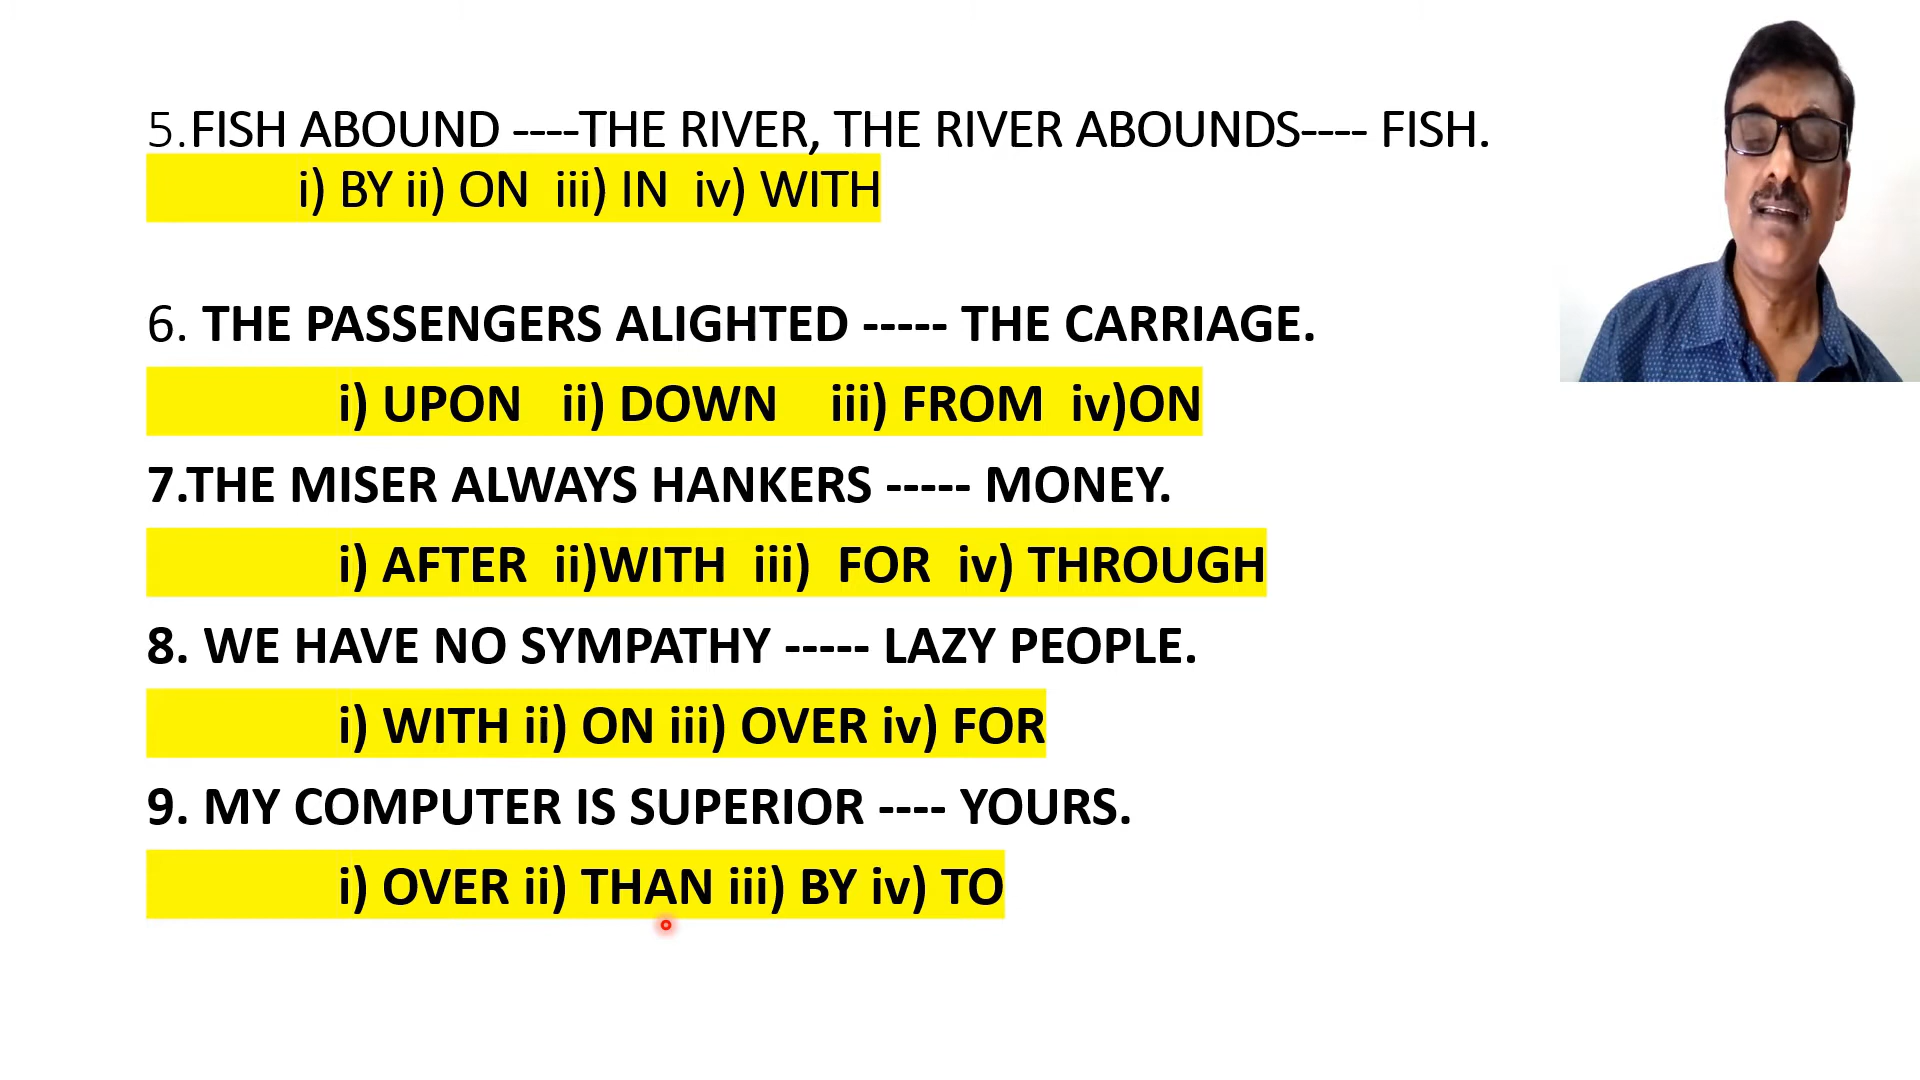 5.FISH ABOUND ----THE RIVER, THE RIVER ABOUNDS---- FISH.
i) BY ii) ON iii) IN iv) WITH
6. THE PASSENGERS ALIGHTED ----- THE CARRIAGE.
i) UPON ii) DOWN iii) FROM iv)ON
7.THE MISER ALWAYS HANKERS ----- MONEY.
i) AFTER ii)WITH iii) FOR iv) THROUGH
8. WE HAVE NO SYMPATHY ----- LAZY PEOPLE.
i) WITH ii) ON iii) OVER iv) FOR
9. MY COMPUTER IS SUPERIOR ---- YOURS.
i) OVER ii) THAN iii) BY iv) TO